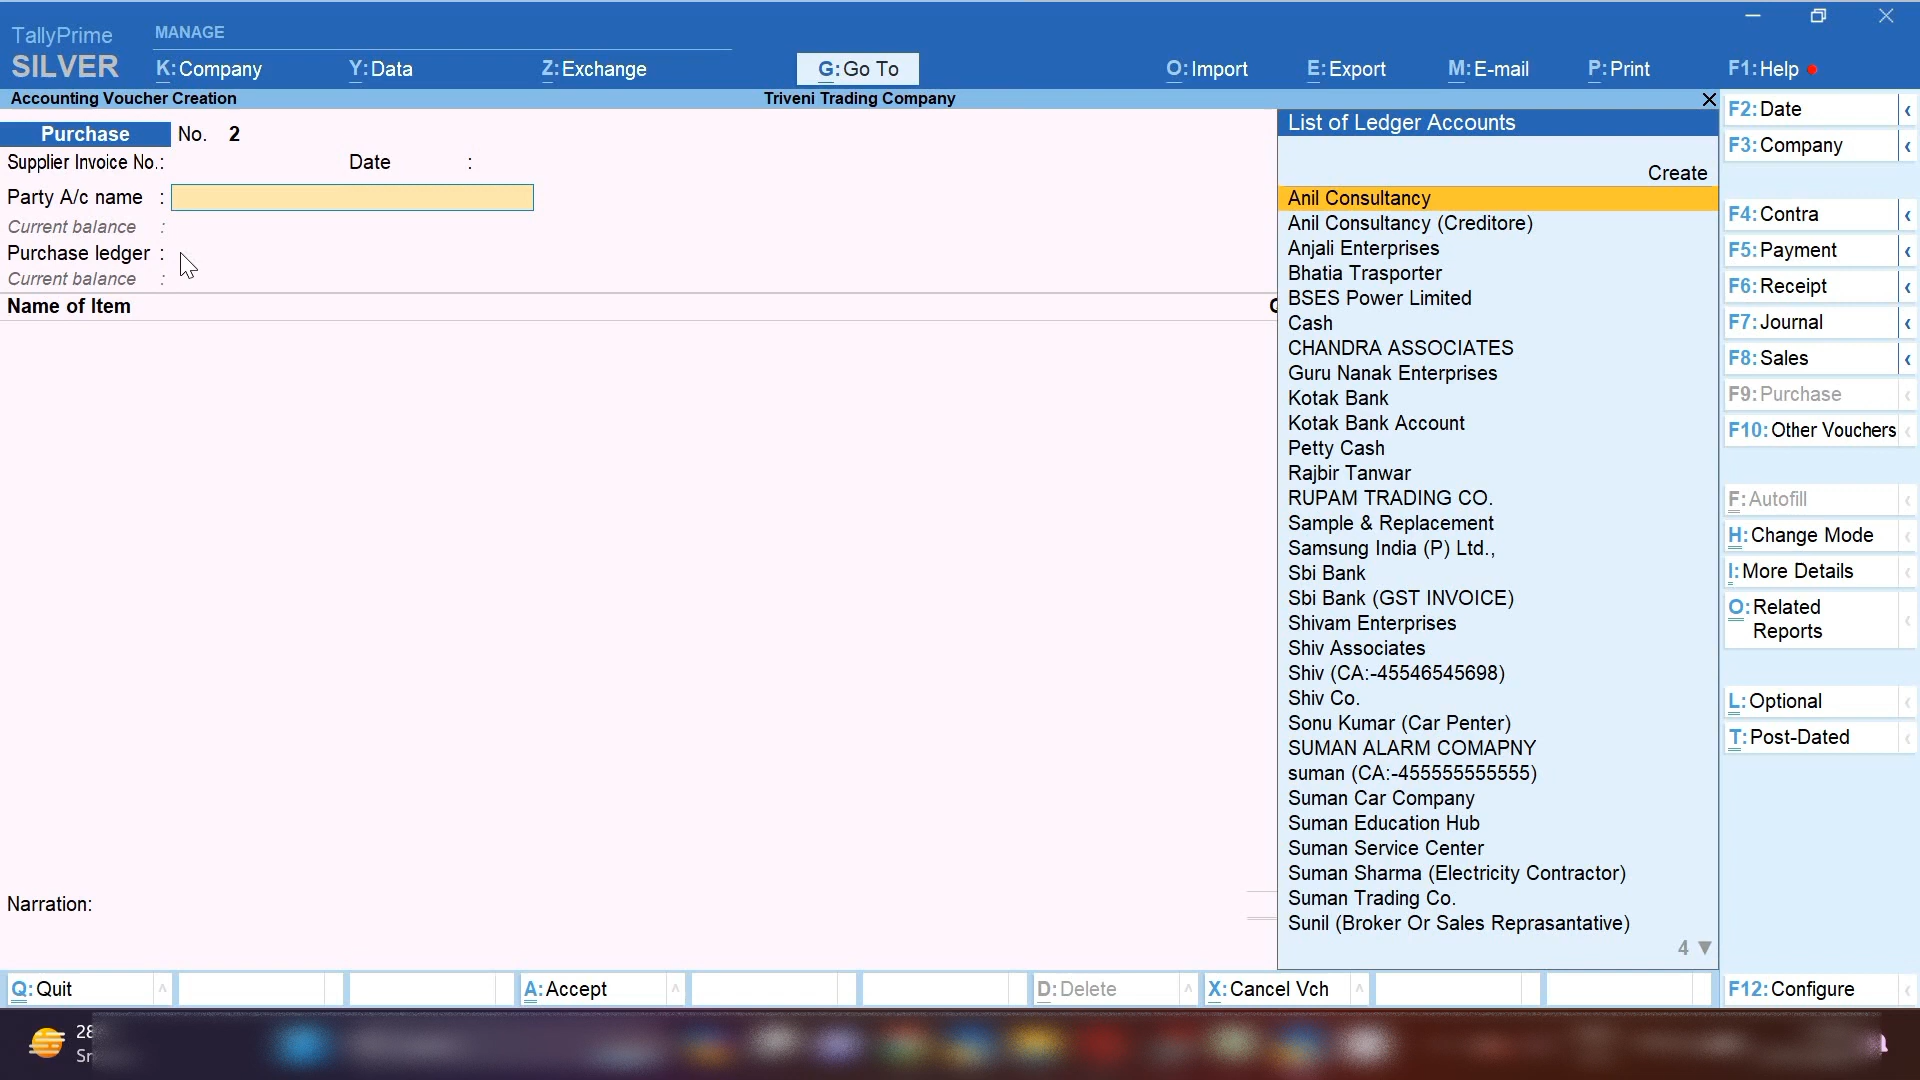 TallyPrime
MANAGE
SILVER
K:Company
Y:Data
Z:Exchange
G:Go To
O:Import
E:Export
M:E-mail
P:Print
F1:Help
Accounting Voucher Creation
Triveni Trading Company
Purchase No. 2
Supplier Invoice No.:
Date :
Party A/c name :
Current balance :
Purchase ledger :
Current balance :
Name of Item
Narration:
List of Ledger Accounts
Create
Anil Consultancy
Anil Consultancy (Creditore)
Anjali Enterprises
Bhatia Trasporter
BSES Power Limited
Cash
CHANDRA ASSOCIATES
Guru Nanak Enterprises
Kotak Bank
Kotak Bank Account
Petty Cash
Rajbir Tanwar
RUPAM TRADING CO.
Sample & Replacement
Samsung India (P) Ltd.,
Sbi Bank
Sbi Bank (GST INVOICE)
Shivam Enterprises
Shiv Associates
Shiv (CA:-45546545698)
Shiv Co.
Sonu Kumar (Car Penter)
SUMAN ALARM COMAPNY
suman (CA:-455555555555)
Suman Car Company
Suman Education Hub
Suman Service Center
Suman Sharma (Electricity Contractor)
Suman Trading Co.
Sunil (Broker Or Sales Reprasantative)
4
F2:Date
F3:Company
F4:Contra
F5:Payment
F6:Receipt
F7:Journal
F8:Sales
F9:Purchase
F10:Other Vouchers
F:Autofill
H:Change Mode
I:More Details
O:Related
Reports
L:Optional
T:Post-Dated
Q:Quit
A:Accept
D:Delete
X:Cancel Vch
F12:Configure